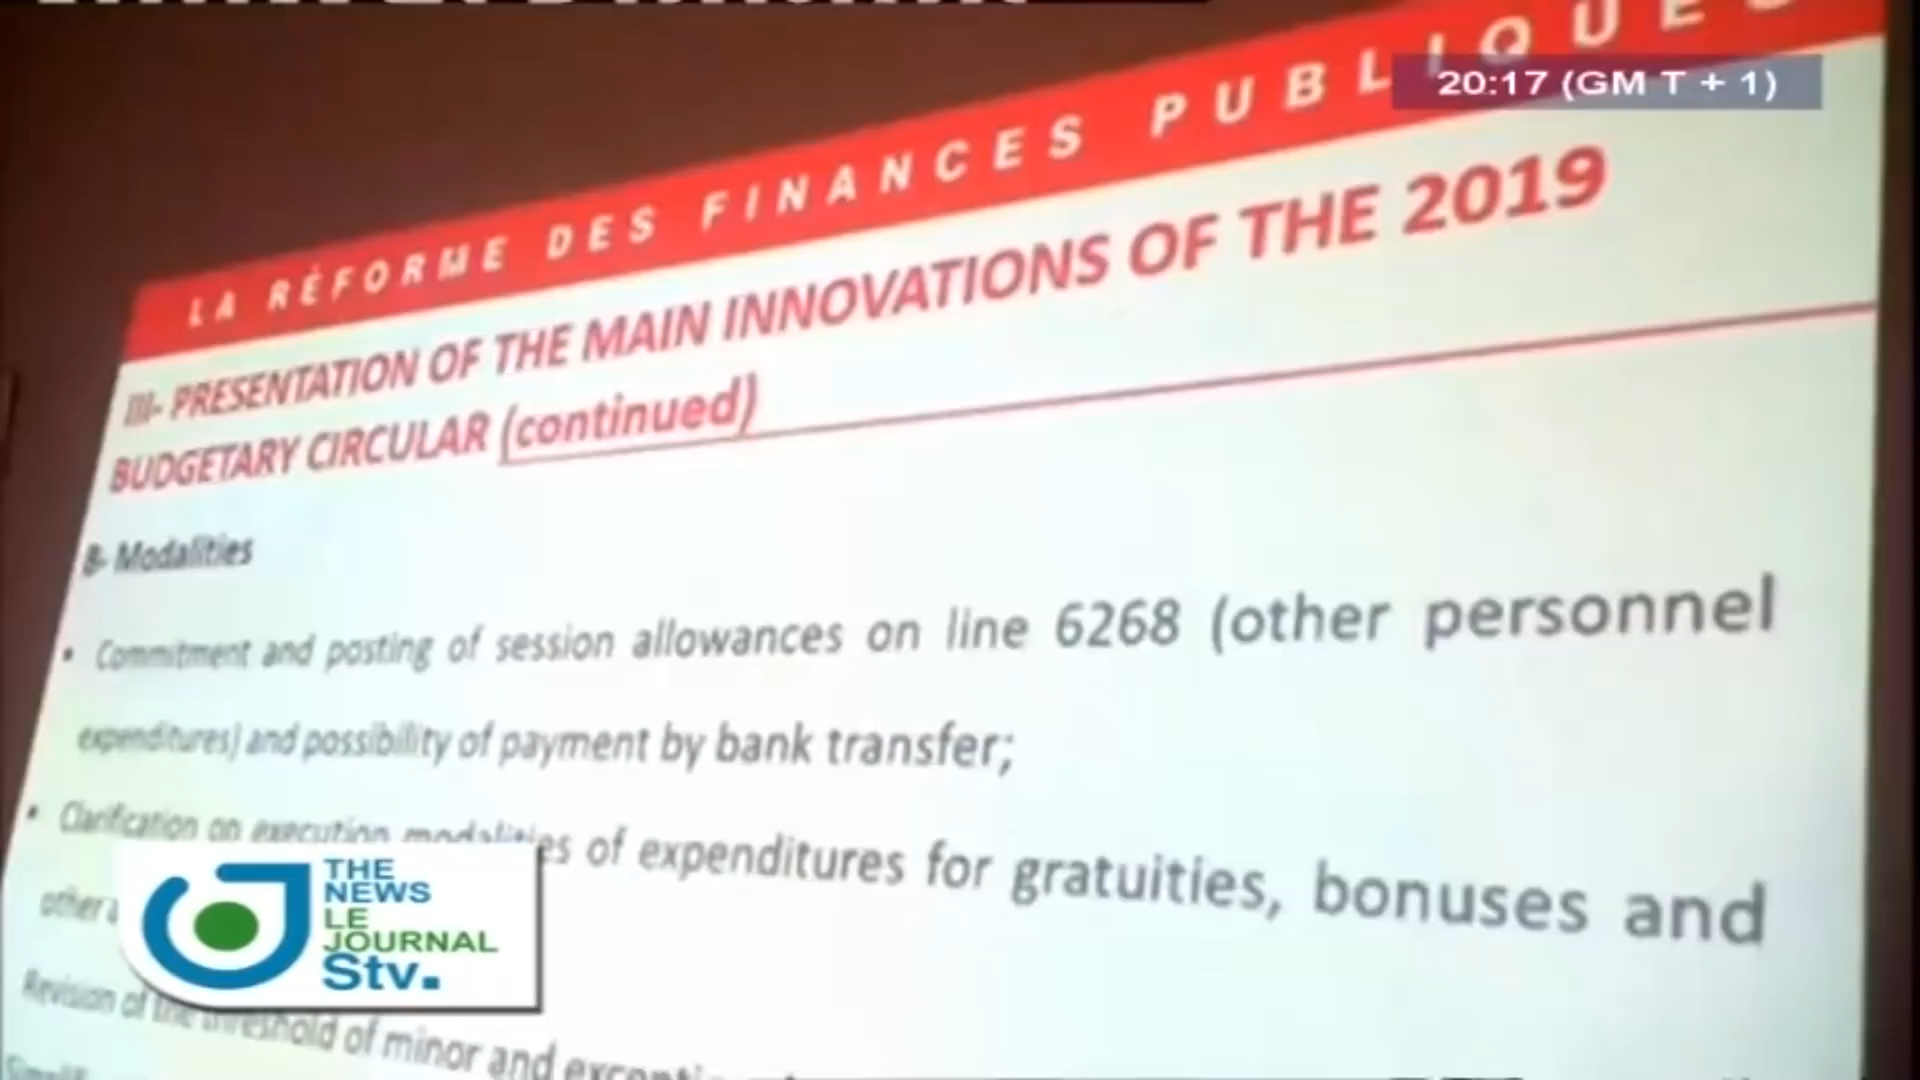 LA RÉFORME DES FINANCES PUBLIQUES
20:17 (GMT + 1)
III- PRESENTATION OF THE MAIN INNOVATIONS OF THE 2019
BUDGETARY CIRCULAR (continued)
8- Modalities
• Commitment and posting of session allowances on line 6268 (other personnel
expenditures) and possibility of payment by bank transfer;
• Clarification on execution modalities of expenditures for gratuities, bonuses and
other
Revision of the threshold of minor and
THE
NEWS
LE
JOURNAL
Stv.